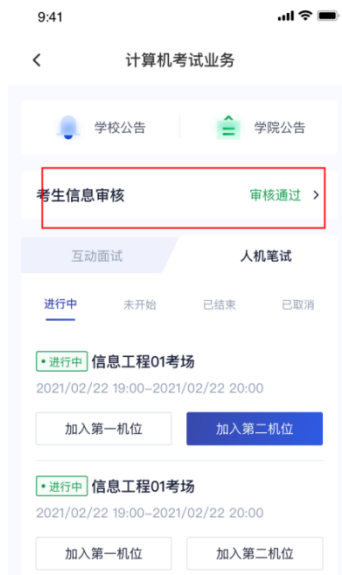 9:41
计算机考试业务
学校公告 学院公告
考生信息审核 审核通过
互动面试 人机笔试
进行中 未开始 已结束 已取消
进行中 信息工程01考场
2021/02/22 19:00-2021/02/22 20:00
加入第一机位 加入第二机位
进行中 信息工程01考场
2021/02/22 19:00-2021/02/22 20:00
加入第一机位 加入第二机位